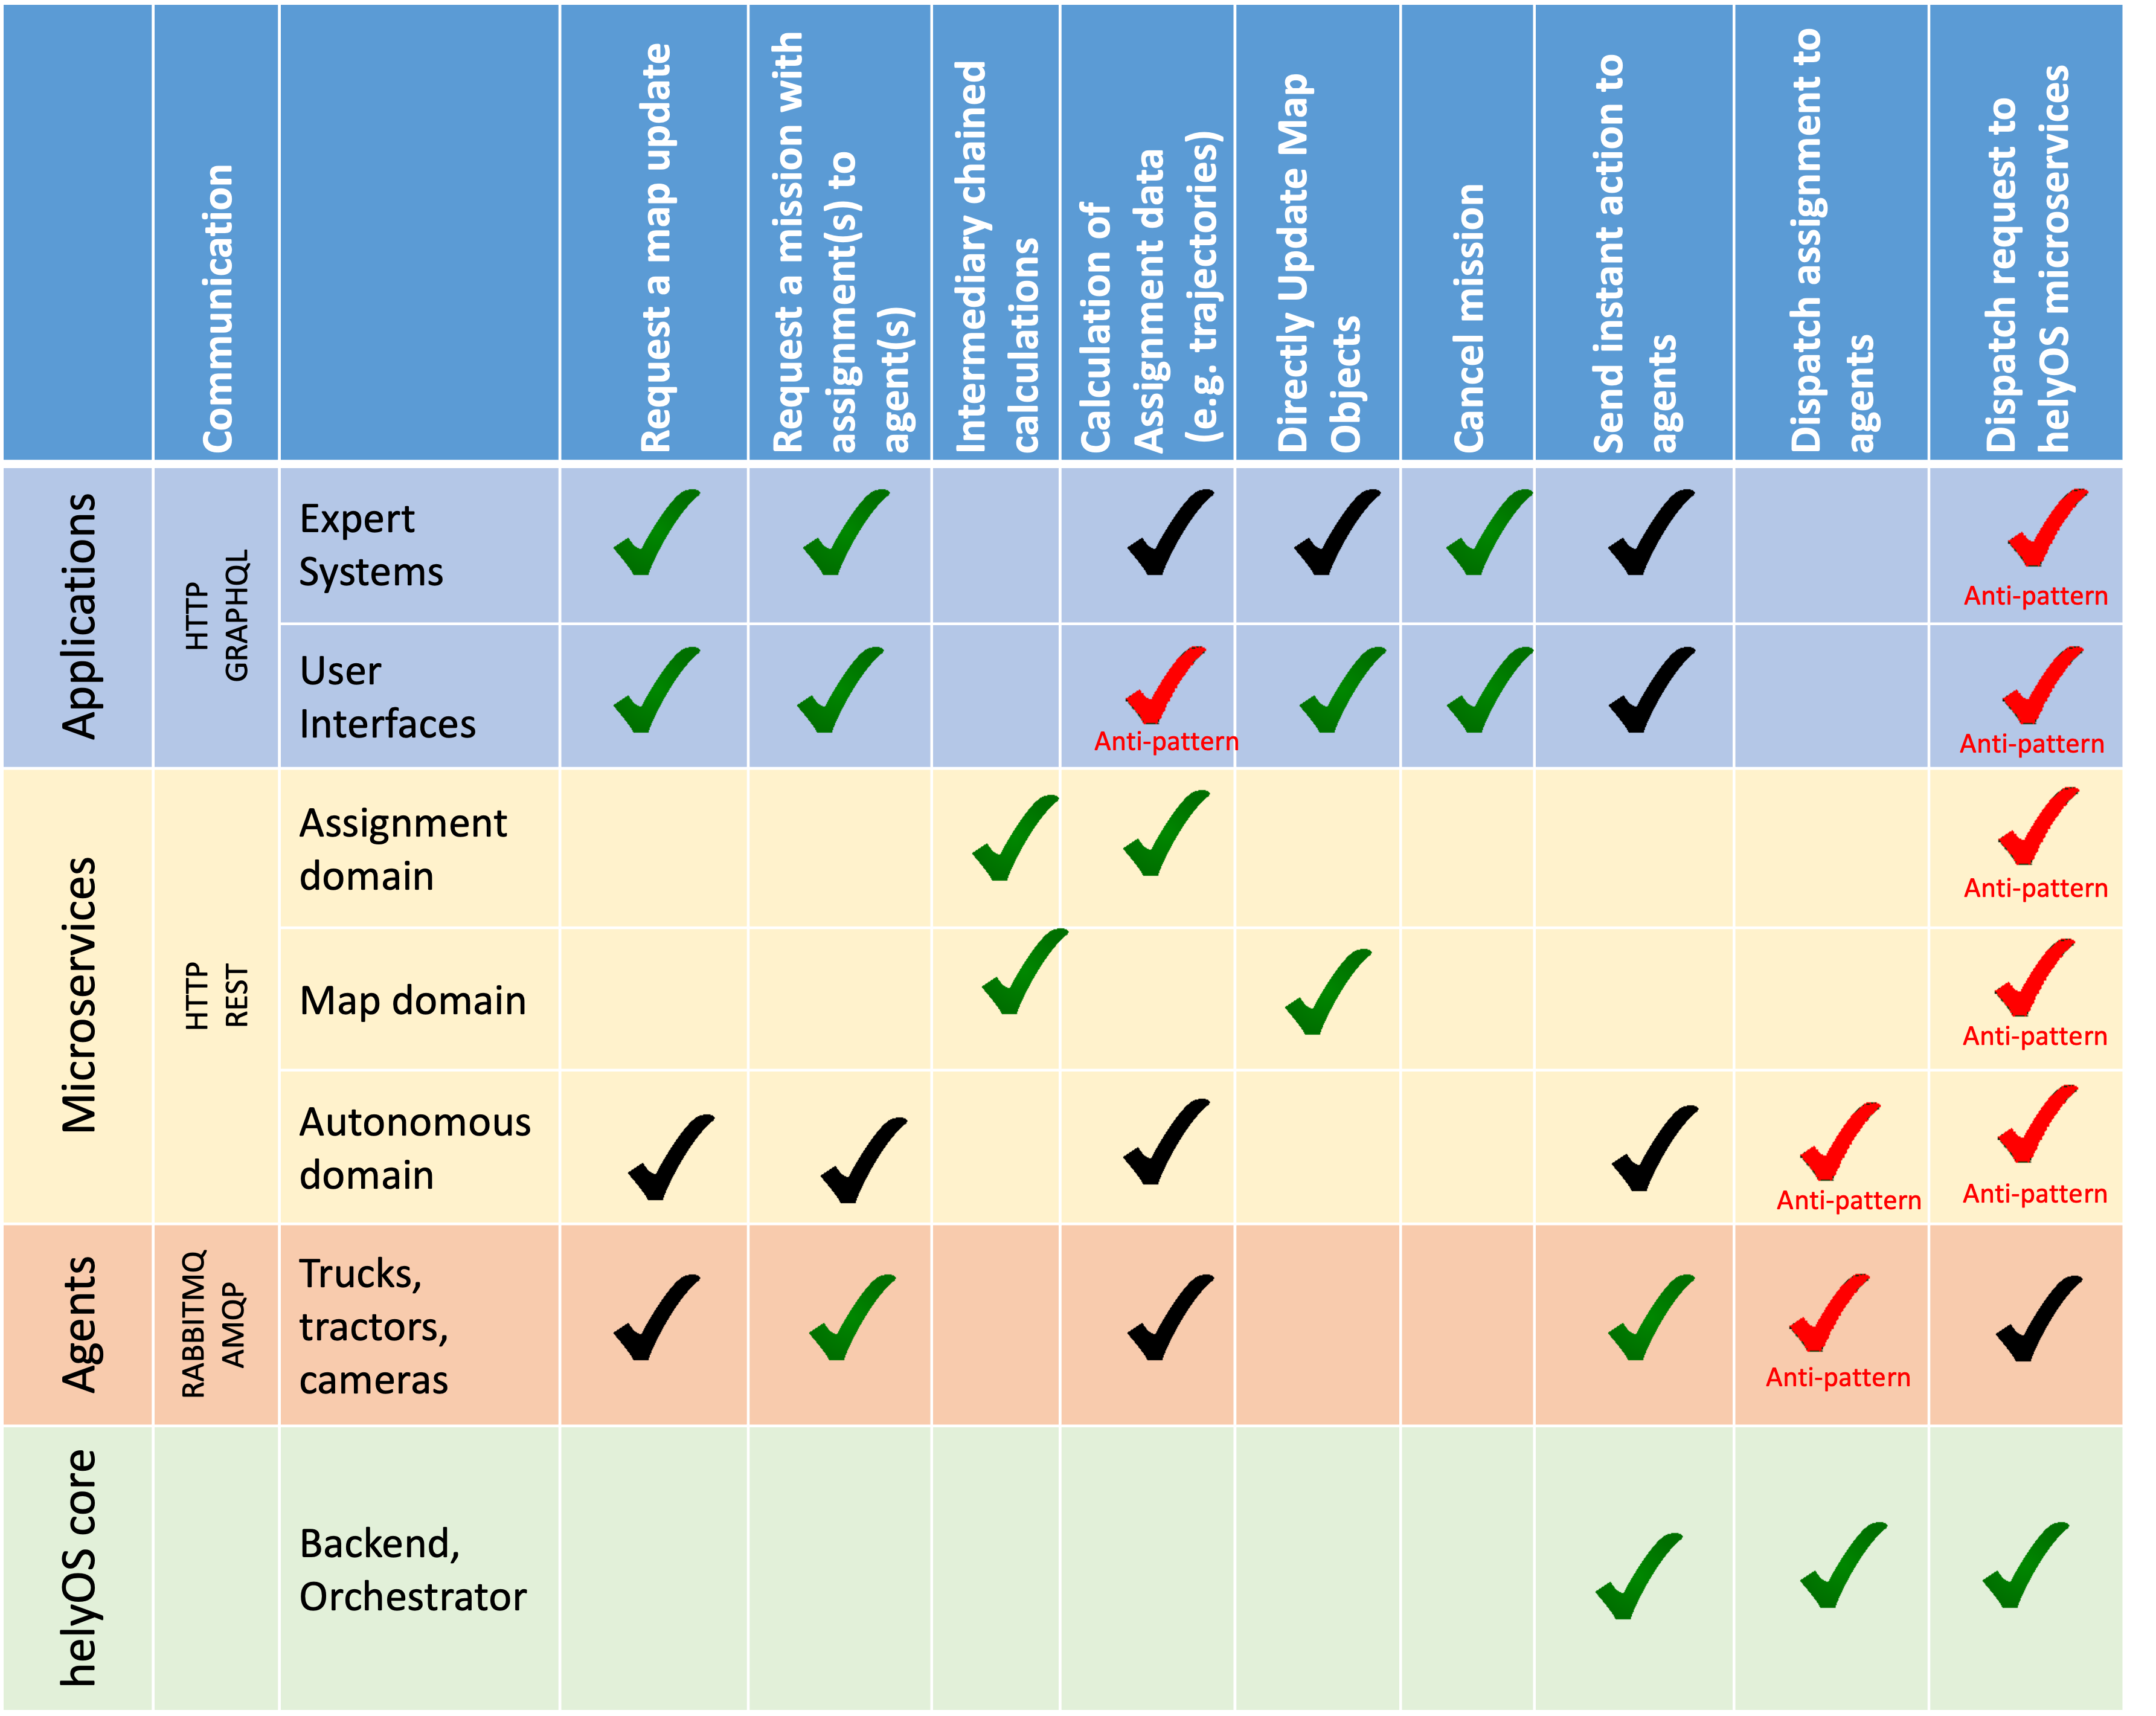 Communication
Request a map update
Request a mission with
assignment(s) to
agent(s)
Intermediary chained
calculations
Calculation of
Assignment data
(e.g. trajectories)
Directly Update Map
Objects
Cancel mission
Send instant action to
agents
Dispatch assignment to
agents
Dispatch request to
helyOS microservices
Applications
HTTP
GRAPHQL
Expert
Systems
Anti-pattern
User
Interfaces
Anti-pattern
Anti-pattern
Microservices
HTTP
REST
Assignment
domain
Anti-pattern
Map domain
Anti-pattern
Autonomous
domain
Anti-pattern
Anti-pattern
Agents
RABBITMQ
AMQP
Trucks,
tractors,
cameras
Anti-pattern
helyOS core
Backend,
Orchestrator